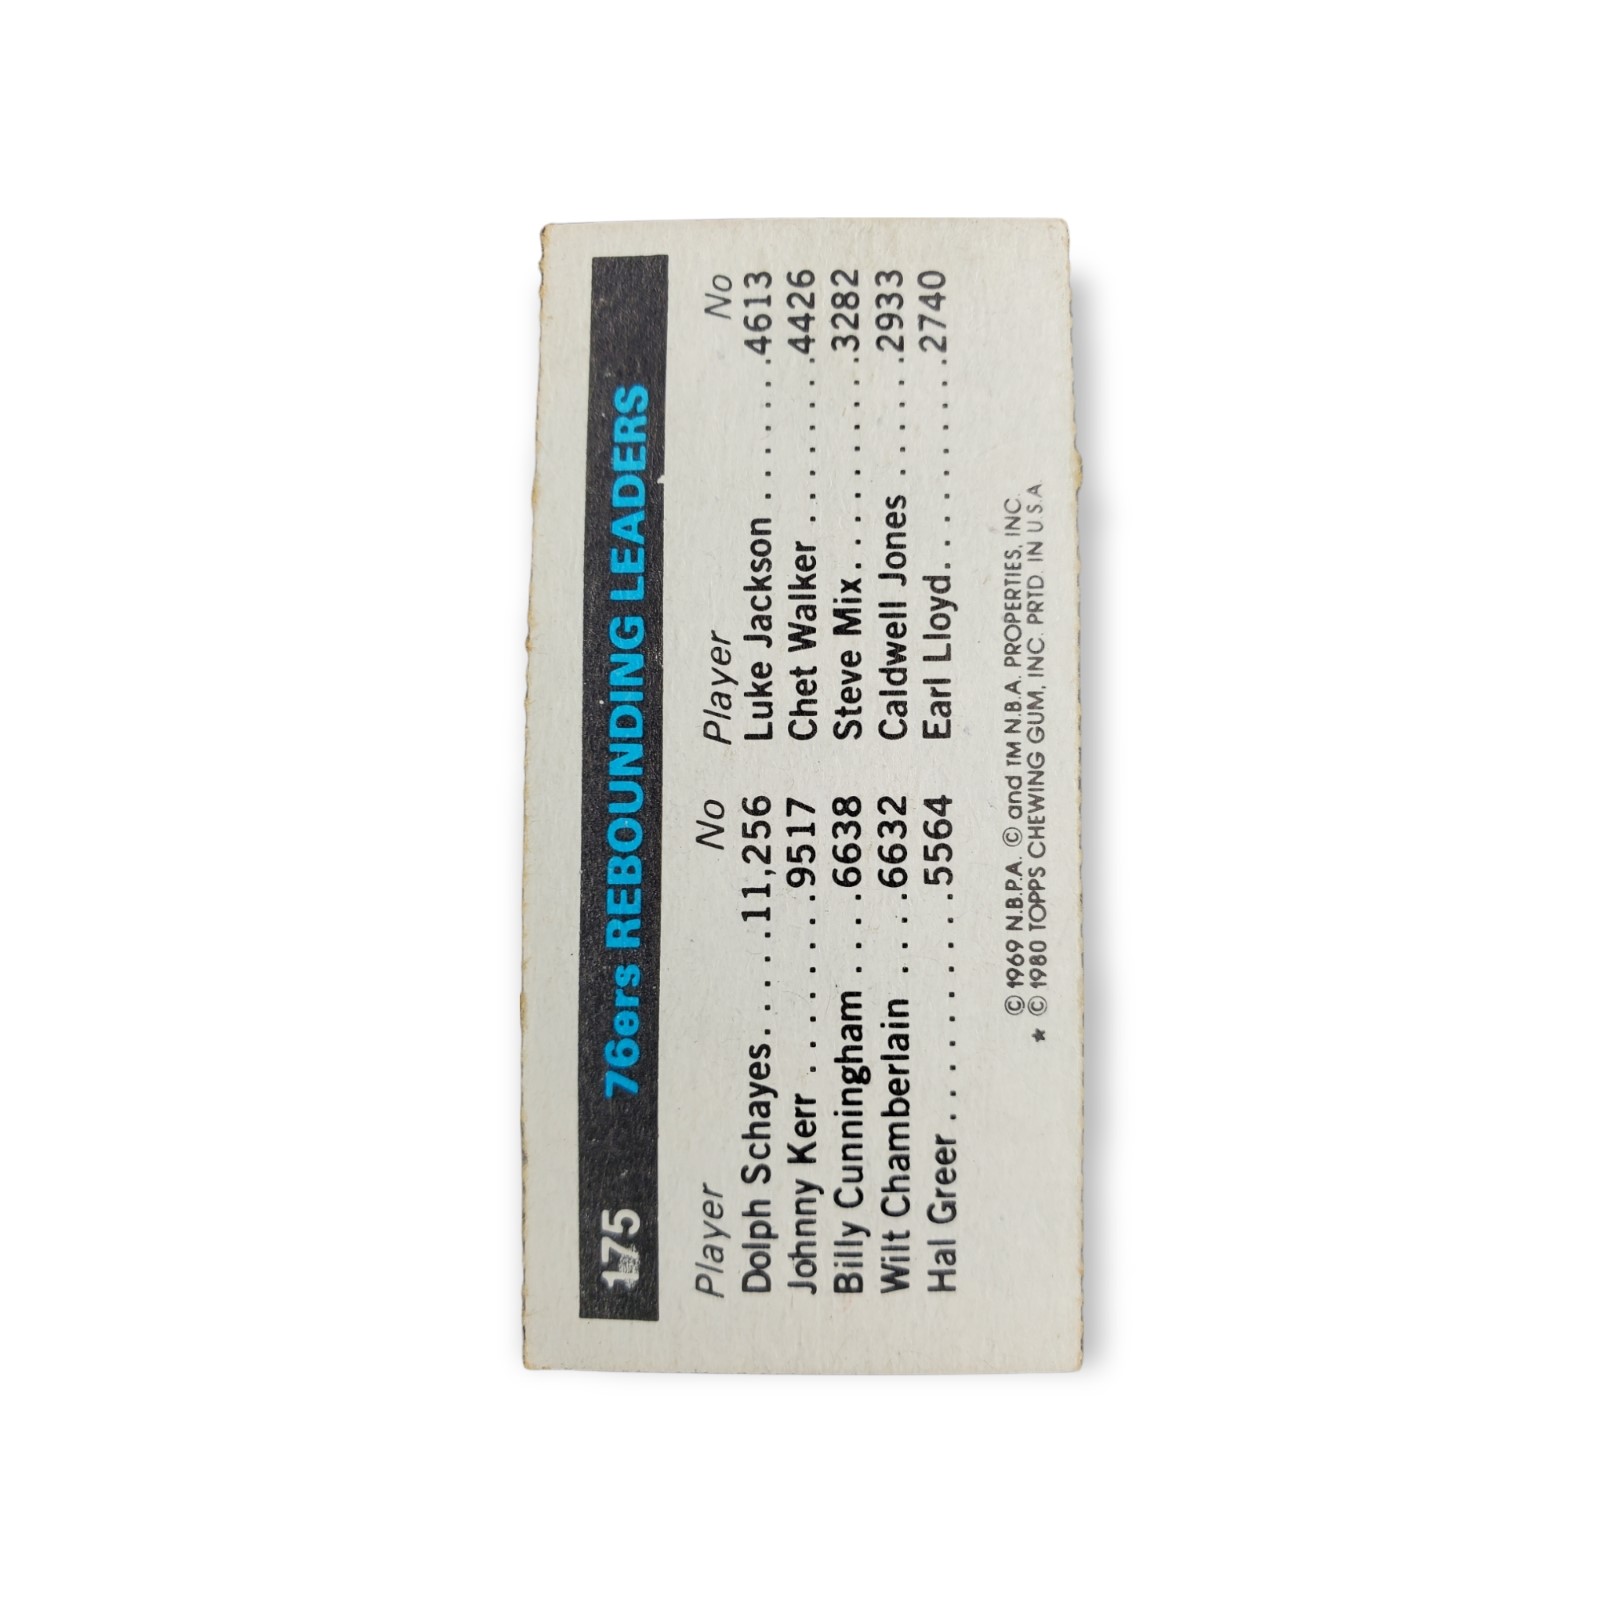 175 76ers REBOUNDING LEADERS
Player No Player No
Dolph Schayes.....11,256 Luke Jackson.......4613
Johnny Kerr........9517 Chet Walker.......4426
Billy Cunningham....6638 Steve Mix.........3282
Wilt Chamberlain....6632 Caldwell Jones.....2933
Hal Greer..........5564 Earl Lloyd.........2740
© 1969 N.B.P.A. © and TM N.B.A. PROPERTIES, INC.
★ © 1980 TOPPS CHEWING GUM, INC. PRTD. IN U.S.A.